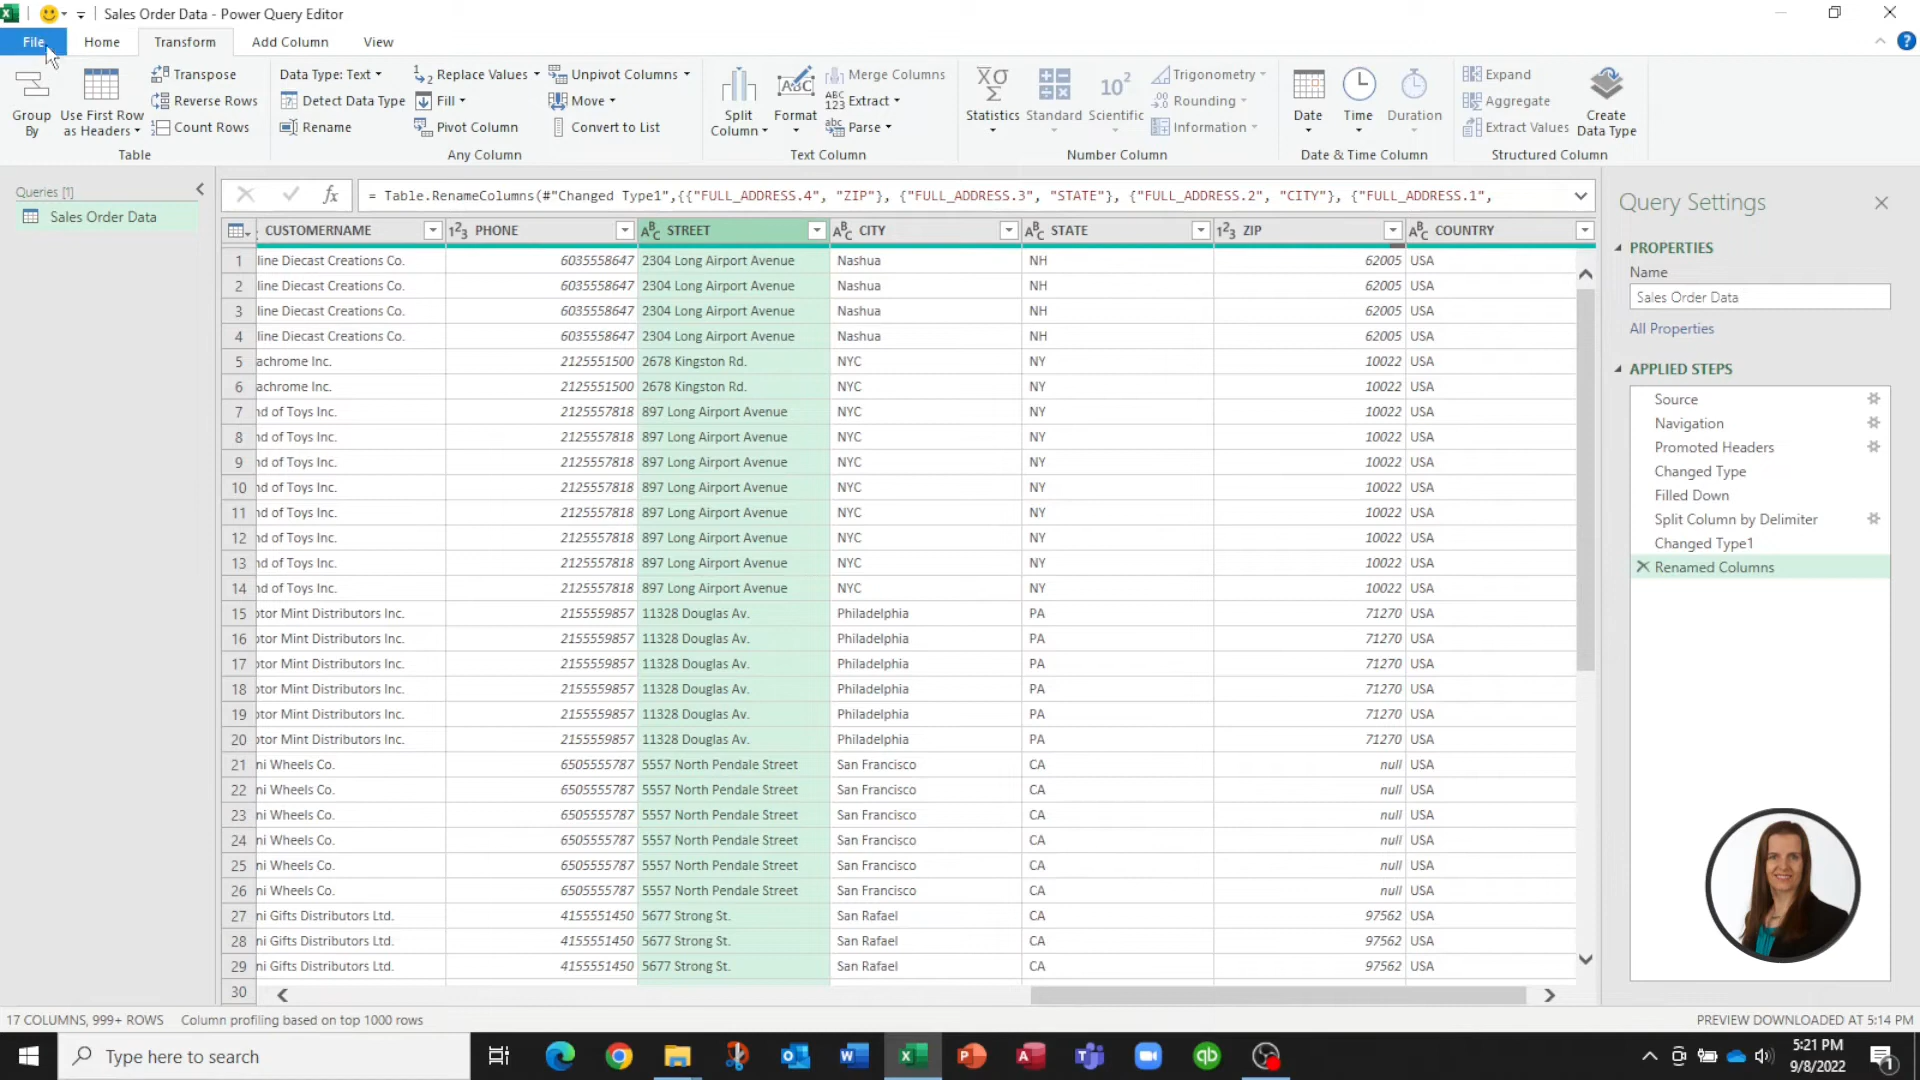 Sales Order Data - Power Query Editor
File Home Transform Add Column View
Group By
Use First Row as Headers
Transpose
Reverse Rows
Count Rows
Table
Data Type: Text
Detect Data Type
Rename
Replace Values
Fill
Pivot Column
Unpivot Columns
Move
Convert to List
Any Column
Split Column
Format
Merge Columns
Extract
Parse
Text Column
Statistics
Standard
Scientific
Trigonometry
Rounding
Information
Number Column
Date
Time
Duration
Date & Time Column
Expand
Aggregate
Extract Values
Create Data Type
Structured Column
Queries [1]
Sales Order Data
= Table.RenameColumns(#"Changed Type1",{{"FULL_ADDRESS.4", "ZIP"}, {"FULL_ADDRESS.3", "STATE"}, {"FULL_ADDRESS.2", "CITY"}, {"FULL_ADDRESS.1",
CUSTOMERNAME PHONE STREET CITY STATE ZIP COUNTRY
1 line Diecast Creations Co. 6035558647 2304 Long Airport Avenue Nashua NH 62005 USA
2 line Diecast Creations Co. 6035558647 2304 Long Airport Avenue Nashua NH 62005 USA
3 line Diecast Creations Co. 6035558647 2304 Long Airport Avenue Nashua NH 62005 USA
4 line Diecast Creations Co. 6035558647 2304 Long Airport Avenue Nashua NH 62005 USA
5 achrome Inc. 2125551500 2678 Kingston Rd. NYC NY 10022 USA
6 achrome Inc. 2125551500 2678 Kingston Rd. NYC NY 10022 USA
7 nd of Toys Inc. 2125557818 897 Long Airport Avenue NYC NY 10022 USA
8 nd of Toys Inc. 2125557818 897 Long Airport Avenue NYC NY 10022 USA
9 nd of Toys Inc. 2125557818 897 Long Airport Avenue NYC NY 10022 USA
10 nd of Toys Inc. 2125557818 897 Long Airport Avenue NYC NY 10022 USA
11 nd of Toys Inc. 2125557818 897 Long Airport Avenue NYC NY 10022 USA
12 nd of Toys Inc. 2125557818 897 Long Airport Avenue NYC NY 10022 USA
13 nd of Toys Inc. 2125557818 897 Long Airport Avenue NYC NY 10022 USA
14 nd of Toys Inc. 2125557818 897 Long Airport Avenue NYC NY 10022 USA
15 otor Mint Distributors Inc. 2155559857 11328 Douglas Av. Philadelphia PA 71270 USA
16 otor Mint Distributors Inc. 2155559857 11328 Douglas Av. Philadelphia PA 71270 USA
17 otor Mint Distributors Inc. 2155559857 11328 Douglas Av. Philadelphia PA 71270 USA
18 otor Mint Distributors Inc. 2155559857 11328 Douglas Av. Philadelphia PA 71270 USA
19 otor Mint Distributors Inc. 2155559857 11328 Douglas Av. Philadelphia PA 71270 USA
20 otor Mint Distributors Inc. 2155559857 11328 Douglas Av. Philadelphia PA 71270 USA
21 ni Wheels Co. 6505555787 5557 North Pendale Street San Francisco CA null USA
22 ni Wheels Co. 6505555787 5557 North Pendale Street San Francisco CA null USA
23 ni Wheels Co. 6505555787 5557 North Pendale Street San Francisco CA null USA
24 ni Wheels Co. 6505555787 5557 North Pendale Street San Francisco CA null USA
25 ni Wheels Co. 6505555787 5557 North Pendale Street San Francisco CA null USA
26 ni Wheels Co. 6505555787 5557 North Pendale Street San Francisco CA null USA
27 ni Gifts Distributors Ltd. 4155551450 5677 Strong St. San Rafael CA 97562 USA
28 ni Gifts Distributors Ltd. 4155551450 5677 Strong St. San Rafael CA 97562 USA
29 ni Gifts Distributors Ltd. 4155551450 5677 Strong St. San Rafael CA 97562 USA
30
Query Settings
PROPERTIES
Name
Sales Order Data
All Properties
APPLIED STEPS
Source
Navigation
Promoted Headers
Changed Type
Filled Down
Split Column by Delimiter
Changed Type1
Renamed Columns
17 COLUMNS, 999+ ROWS Column profiling based on top 1000 rows
PREVIEW DOWNLOADED AT 5:14 PM
Type here to search
5:21 PM
9/8/2022
1